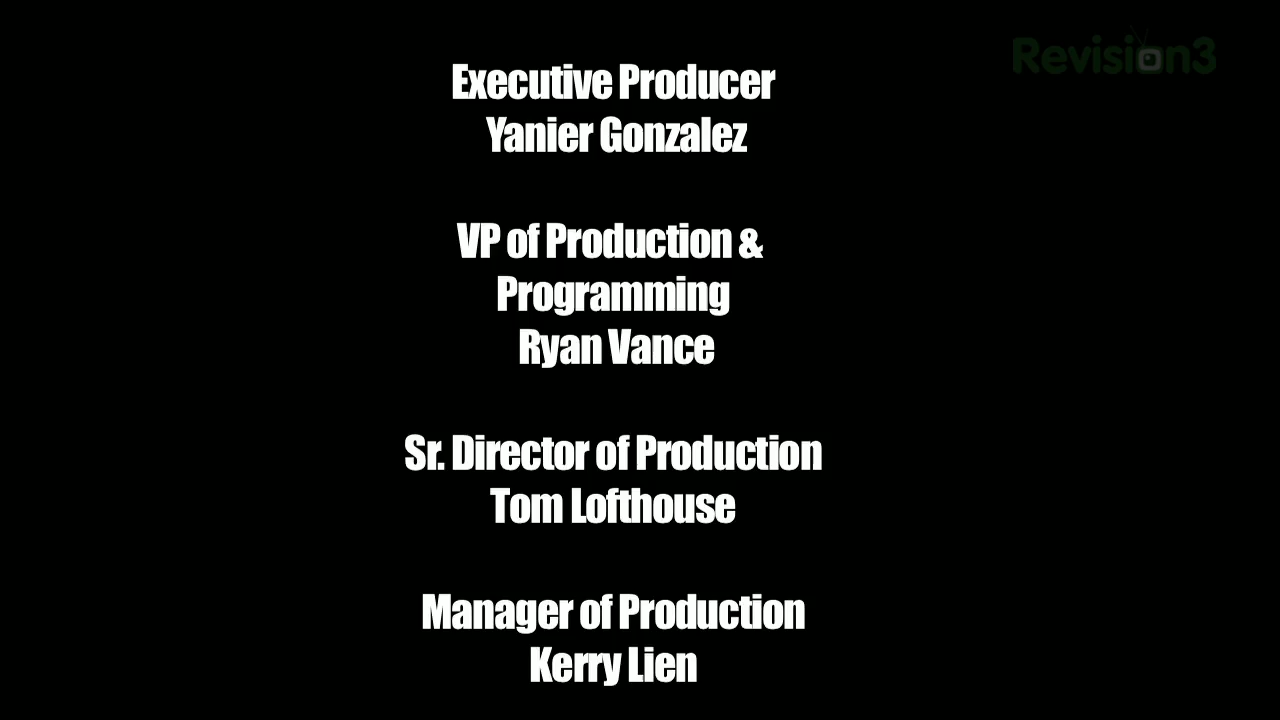 Revision3
Executive Producer
Yanier Gonzalez
VP of Production &
Programming
Ryan Vance
Sr. Director of Production
Tom Lofthouse
Manager of Production
Kerry Lien